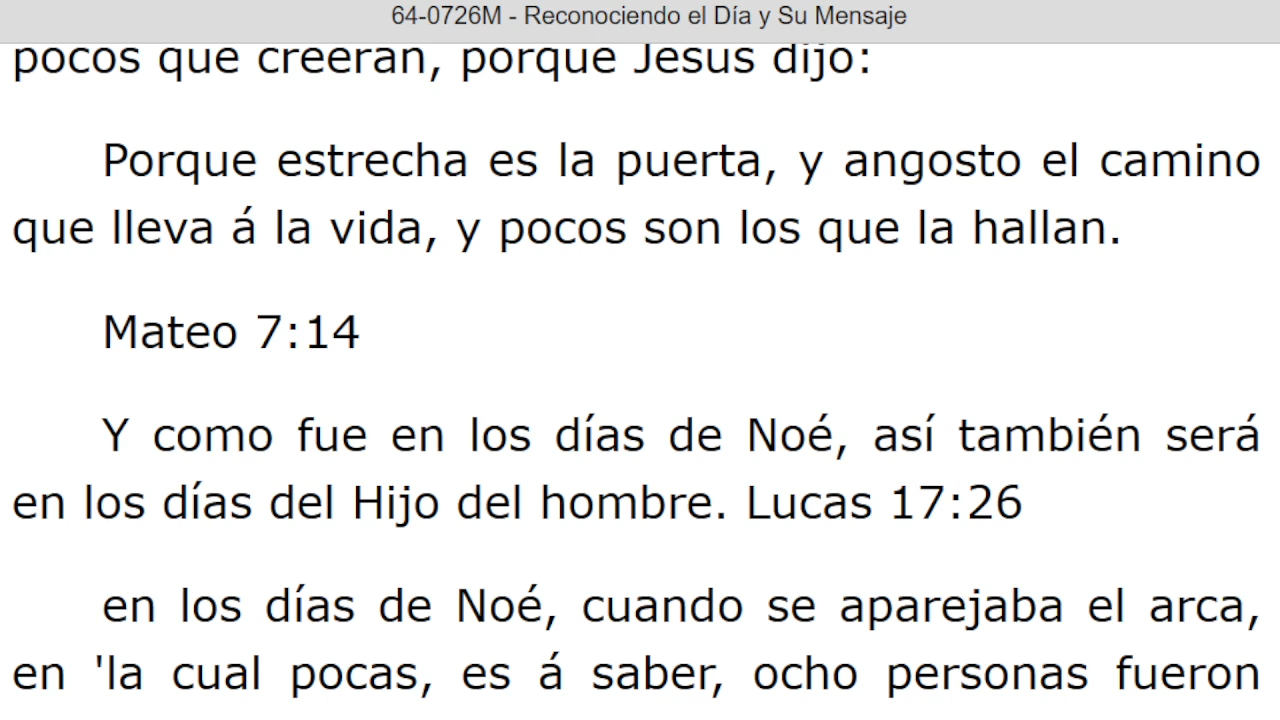 64-0726M - Reconociendo el Día y Su Mensaje
pocos que creerán, porque Jesús dijo:
Porque estrecha es la puerta, y angosto el camino
que lleva á la vida, y pocos son los que la hallan.
Mateo 7:14
Y como fue en los días de Noé, así también será
en los días del Hijo del hombre. Lucas 17:26
en los días de Noé, cuando se aparejaba el arca,
en 'la cual pocas, es á saber, ocho personas fueron